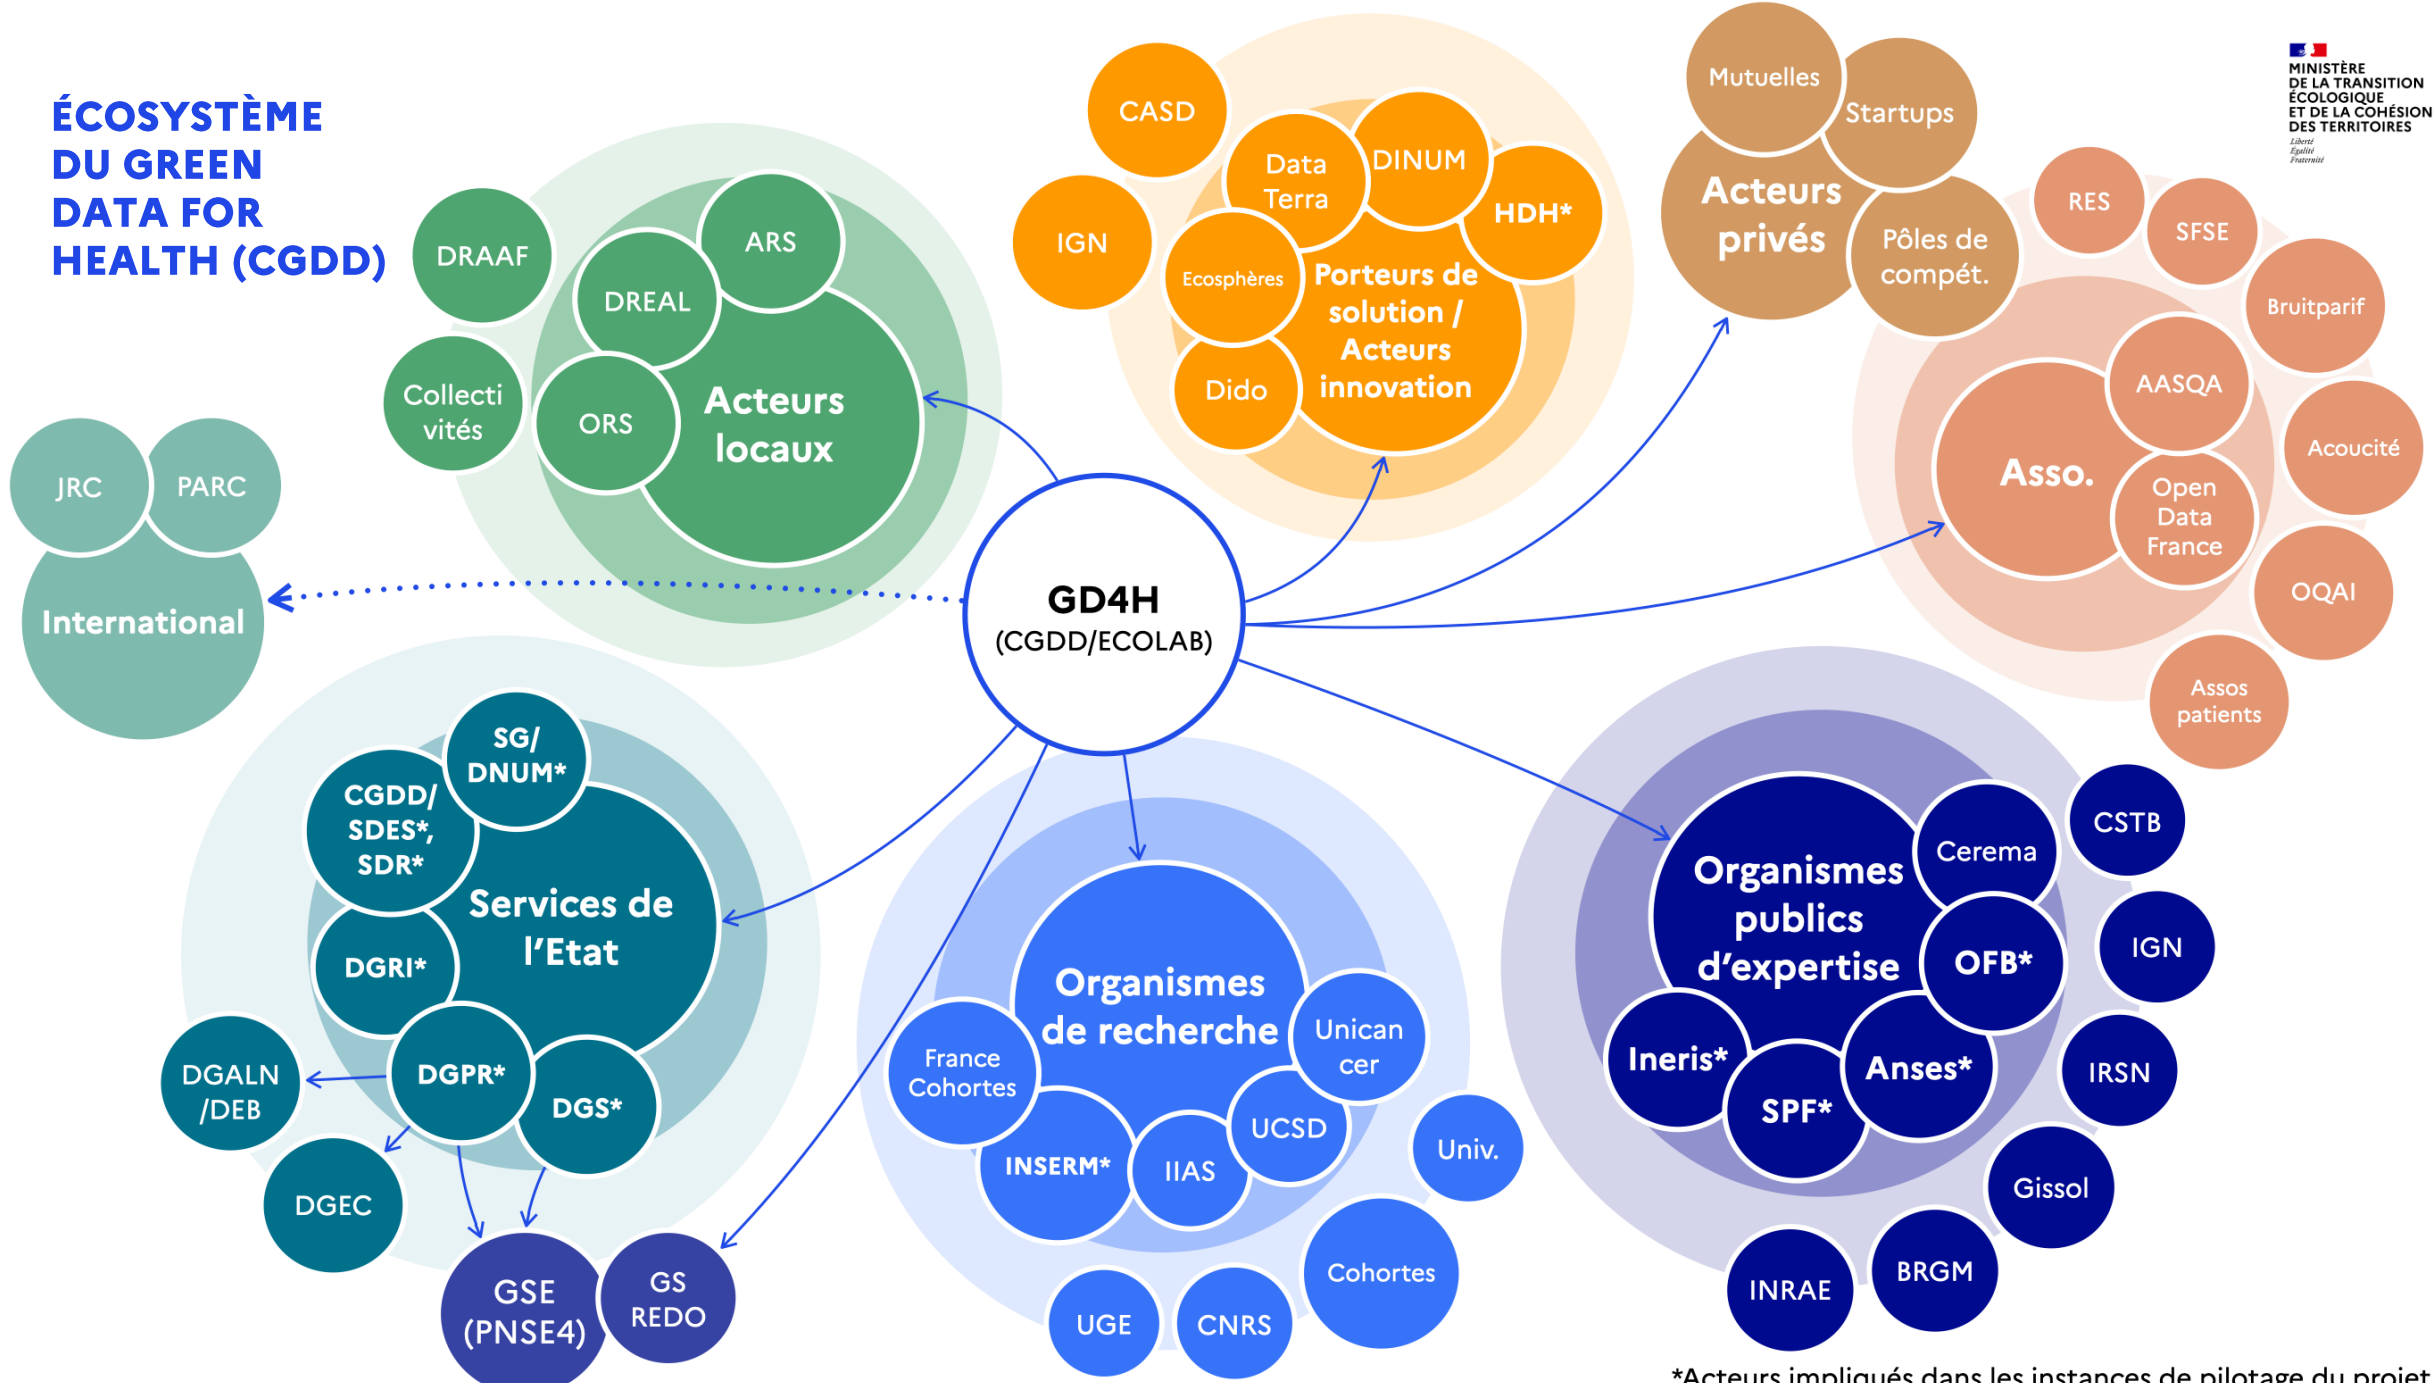 ÉCOSYSTÈME
DU GREEN
DATA FOR
HEALTH (CGDD)
MINISTÈRE
DE LA TRANSITION
ÉCOLOGIQUE
ET DE LA COHÉSION
DES TERRITOIRES
Liberté
Égalité
Fraternité
DRAAF
Collecti
vités
DREAL
ARS
ORS
Acteurs
locaux
CASD
IGN
Data
Terra
DINUM
HDH*
Ecosphères
Dido
Porteurs de
solution /
Acteurs
innovation
Mutuelles
Startups
Acteurs
privés
Pôles de
compét.
RES
SFSE
Bruitparif
AASQA
Acoucité
Asso.
Open
Data
France
OQAI
Assos
patients
JRC
PARC
International
GD4H
(CGDD/ECOLAB)
SG/
DNUM*
CGDD/
SDES*,
SDR*
Services de
l’Etat
DGRI*
DGPR*
DGS*
DGALN
/DEB
DGEC
GSE
(PNSE4)
GS
REDO
Organismes
de recherche
France
Cohortes
Unican
cer
INSERM*
IIAS
UCSD
Univ.
Cohortes
UGE
CNRS
Organismes
publics
d’expertise
Cerema
OFB*
Ineris*
SPF*
Anses*
CSTB
IGN
IRSN
Gissol
BRGM
INRAE
*Acteurs impliqués dans les instances de pilotage du projet